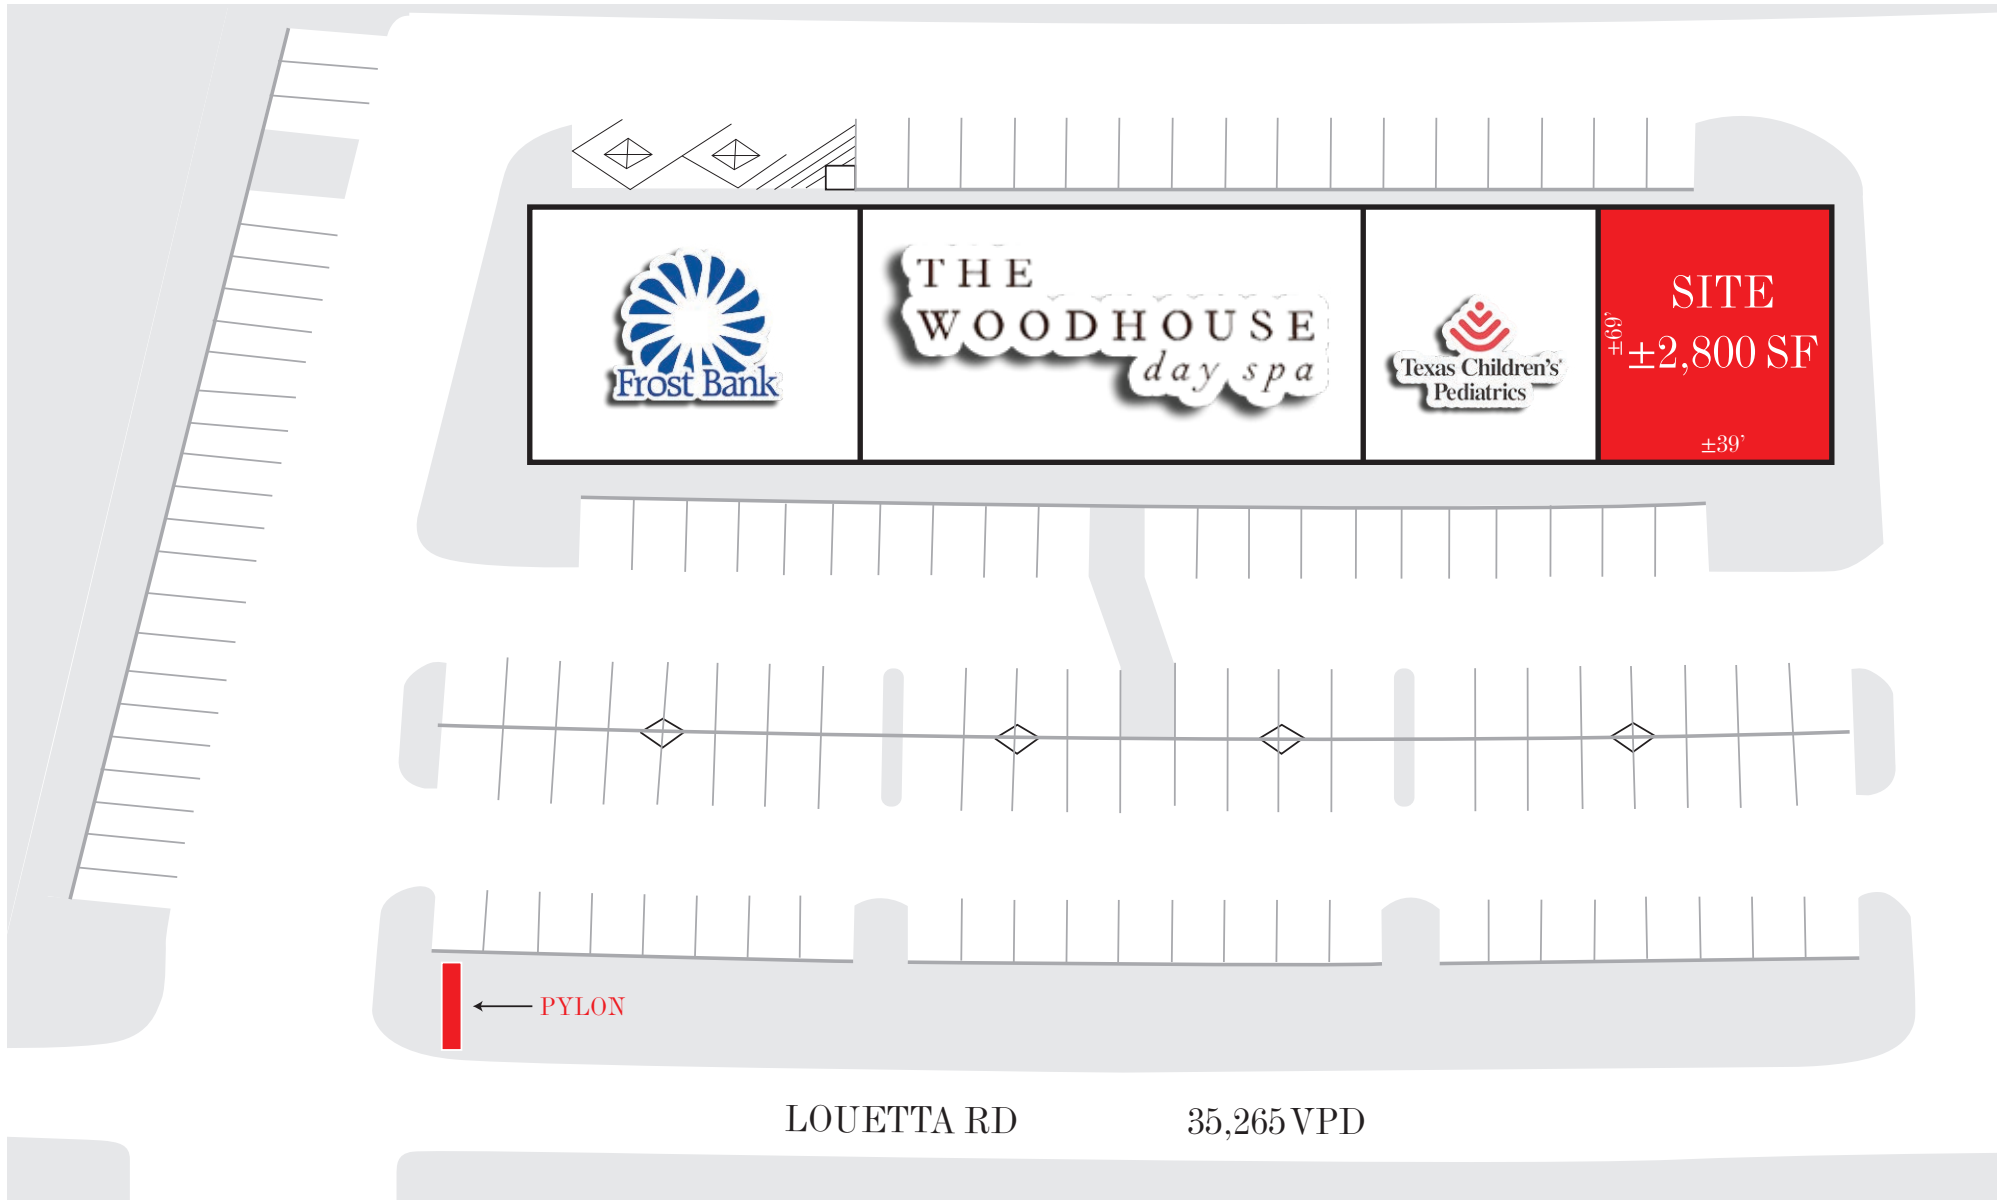 Frost Bank
THE
WOODHOUSE
day spa
Texas Children's
Pediatrics
SITE
±2,800 SF
±69'
±39'
PYLON
LOUETTA RD 35,265 VPD